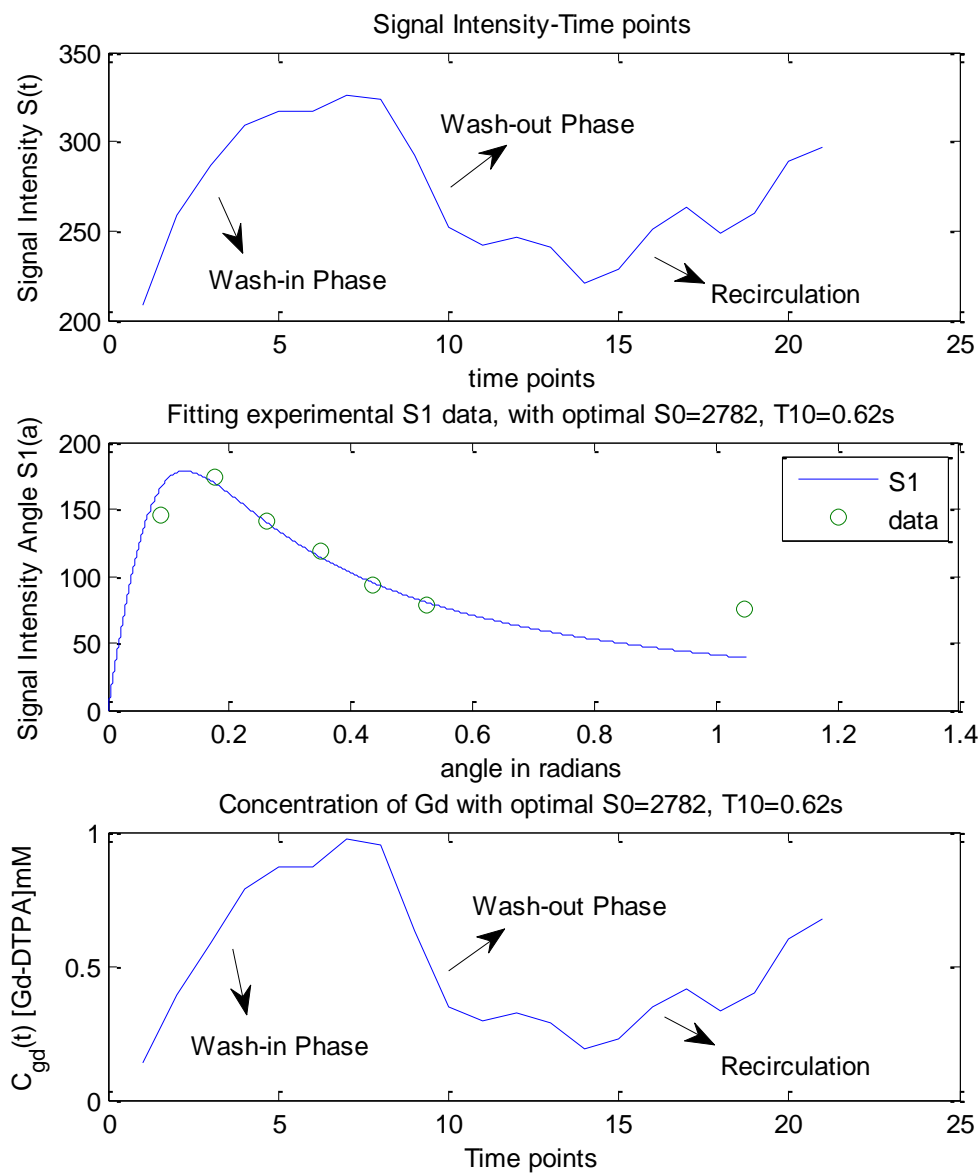 Signal Intensity-Time points
350
300
250
200
Signal Intensity S(t)
Wash-out Phase
Wash-in Phase
Recirculation
0 5 10 15 20 25
time points
Fitting experimental S1 data, with optimal S0=2782, T10=0.62s
200
150
100
50
0
Signal Intensity Angle S1(a)
S1
data
0 0.2 0.4 0.6 0.8 1 1.2 1.4
angle in radians
Concentration of Gd with optimal S0=2782, T10=0.62s
1
0.5
0
C_gd(t) [Gd-DTPA]mM
Wash-out Phase
Wash-in Phase
Recirculation
0 5 10 15 20 25
Time points